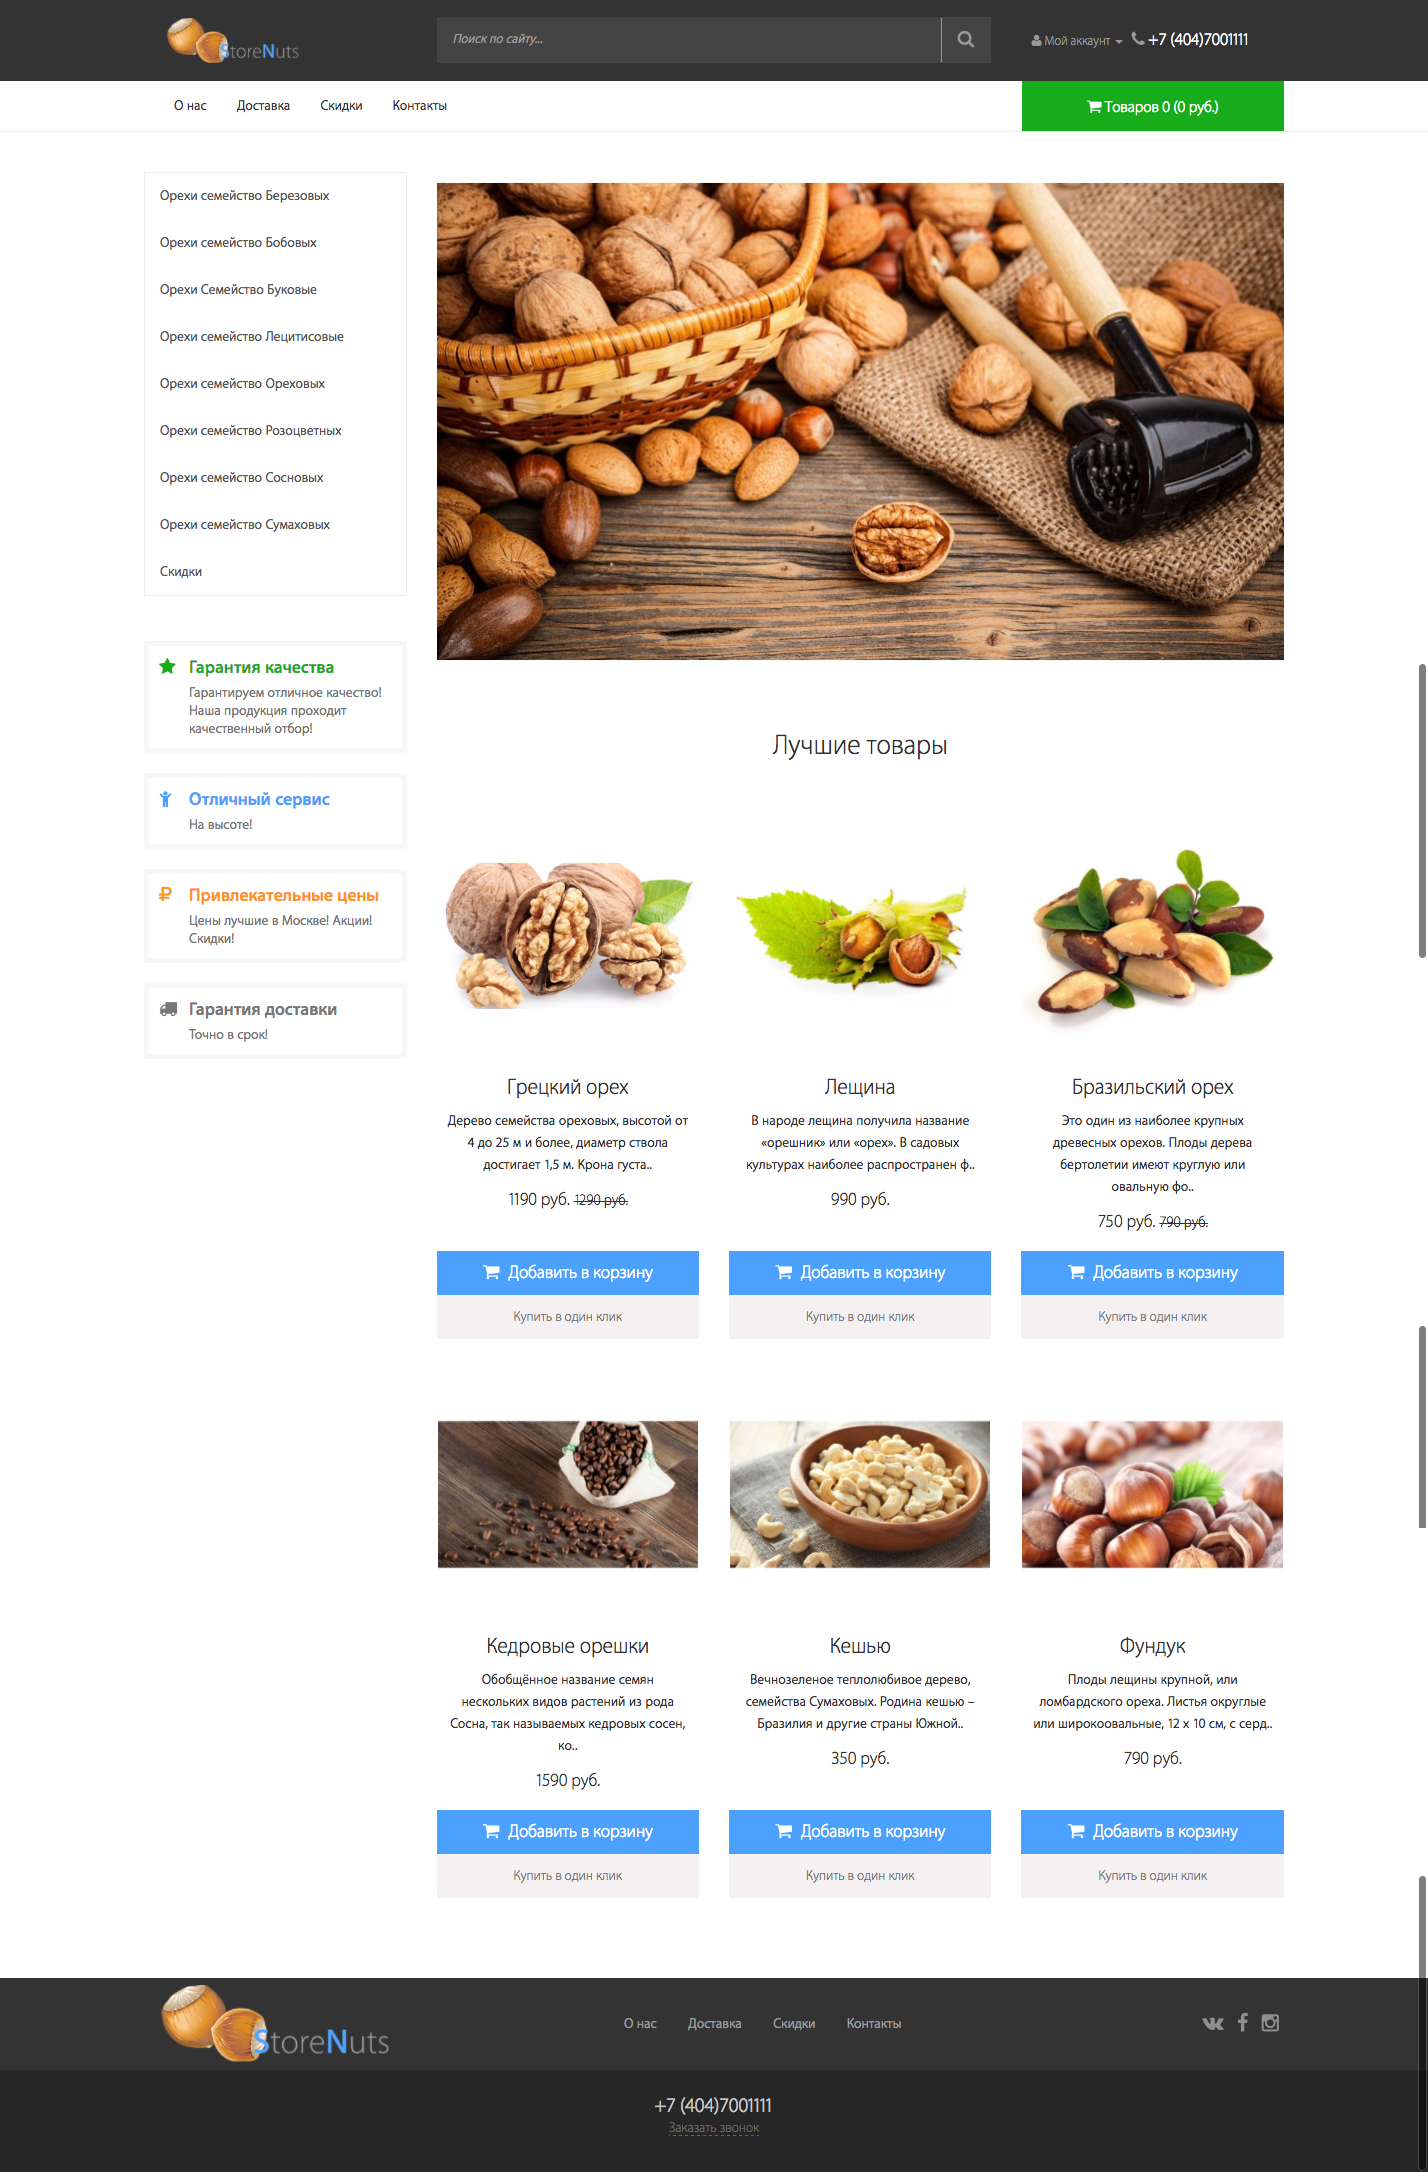 StoreNuts
Поиск по сайту...
Мой аккаунт
+7 (404)7001111
О нас
Доставка
Скидки
Контакты
Товаров 0 (0 руб.)
Орехи семейство Березовых
Орехи семейство Бобовых
Орехи Семейство Буковые
Орехи семейство Лецитисовые
Орехи семейство Ореховых
Орехи семейство Розоцветных
Орехи семейство Сосновых
Орехи семейство Сумаховых
Скидки
Гарантия качества
Гарантируем отличное качество!
Наша продукция проходит
качественный отбор!
Отличный сервис
На высоте!
Привлекательные цены
Цены лучшие в Москве! Акции!
Скидки!
Гарантия доставки
Точно в срок!
Лучшие товары
Грецкий орех
Дерево семейства ореховых, высотой от
4 до 25 м и более, диаметр ствола
достигает 1,5 м. Крона густа..
1190 руб. 1290 руб.
Добавить в корзину
Купить в один клик
Лещина
В народе лещина получила название
«орешник» или «орех». В садовых
культурах наиболее распространен ф..
990 руб.
Добавить в корзину
Купить в один клик
Бразильский орех
Это один из наиболее крупных
древесных орехов. Плоды дерева
бертолетии имеют круглую или
овальную фо..
750 руб. 790 руб.
Добавить в корзину
Купить в один клик
Кедровые орешки
Обобщённое название семян
нескольких видов растений из рода
Сосна, так называемых кедровых сосен,
ко..
1590 руб.
Добавить в корзину
Купить в один клик
Кешью
Вечнозеленое теплолюбивое дерево,
семейства Сумаховых. Родина кешью –
Бразилия и другие страны Южной..
350 руб.
Добавить в корзину
Купить в один клик
Фундук
Плоды лещины крупной, или
ломбардского ореха. Листья округлые
или широкоовальные, 12 х 10 см, с серд..
790 руб.
Добавить в корзину
Купить в один клик
StoreNuts
О нас
Доставка
Скидки
Контакты
+7 (404)7001111
Заказать звонок